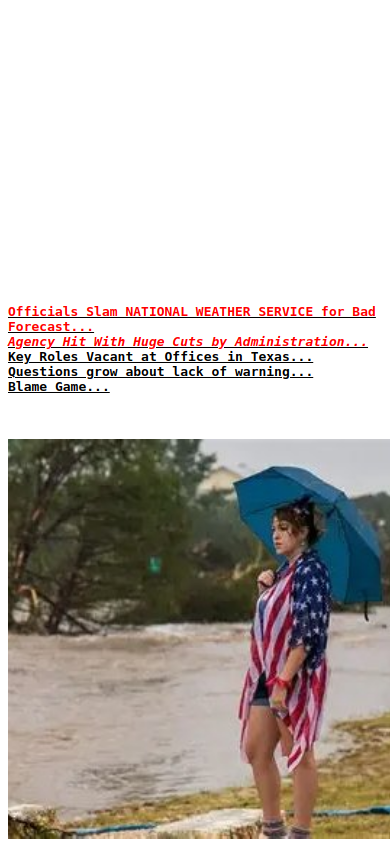 Officials Slam NATIONAL WEATHER SERVICE for Bad
Forecast...
Agency Hit With Huge Cuts by Administration...
Key Roles Vacant at Offices in Texas...
Questions grow about lack of warning...
Blame Game...